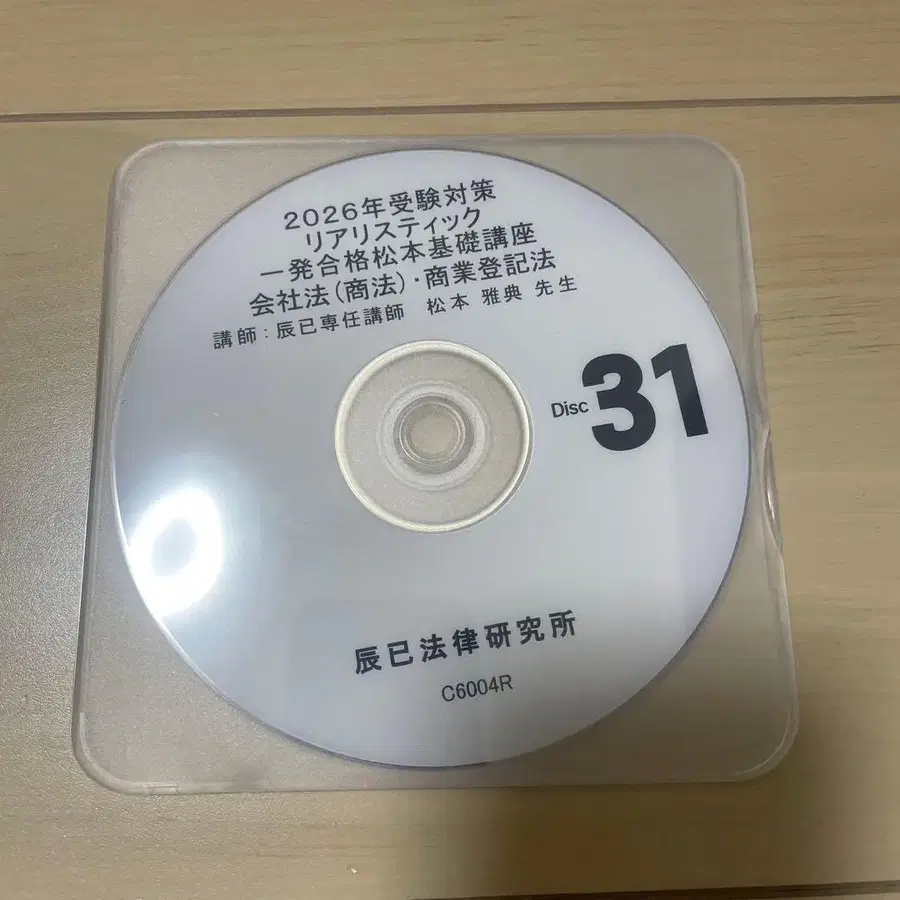 2026年受験対策
リアリスティック
一発合格松本基礎講座
会社法(商法)・商業登記法
講師:辰已専任講師 松本 雅典 先生
Disc 31
辰已法律研究所
C6004R